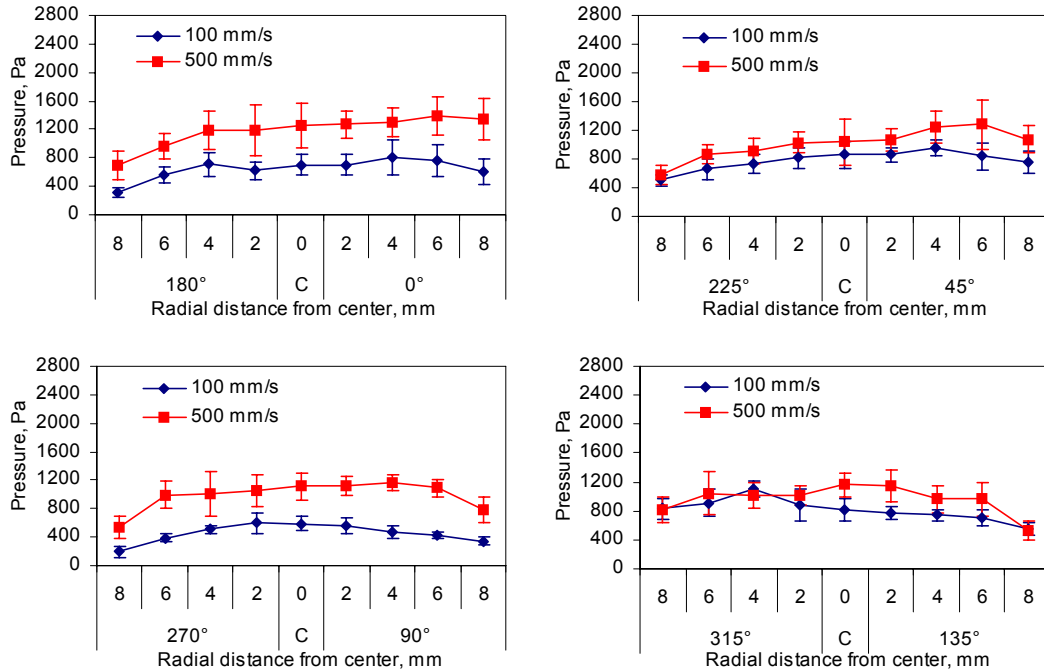 2800
2400
2000
1600
1200
800
400
0
Pressure, Pa
100 mm/s
500 mm/s
8 6 4 2 0 2 4 6 8
180° C 0°
Radial distance from center, mm
2800
2400
2000
1600
1200
800
400
0
Pressure, Pa
100 mm/s
500 mm/s
8 6 4 2 0 2 4 6 8
225° C 45°
Radial distance from center, mm
2800
2400
2000
1600
1200
800
400
0
Pressure, Pa
100 mm/s
500 mm/s
8 6 4 2 0 2 4 6 8
270° C 90°
Radial distance from center, mm
2800
2400
2000
1600
1200
800
400
0
Pressure, Pa
100 mm/s
500 mm/s
8 6 4 2 0 2 4 6 8
315° C 135°
Radial distance from center, mm